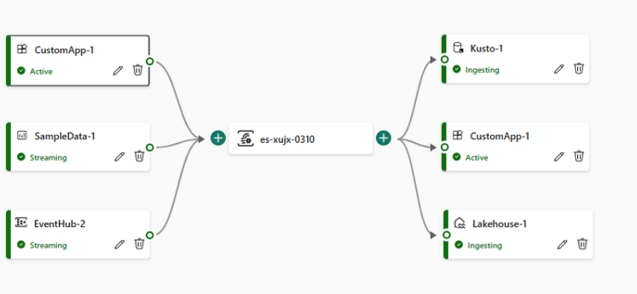 CustomApp-1
Active
SampleData-1
Streaming
EventHub-2
Streaming
es-xujx-0310
Kusto-1
Ingesting
CustomApp-1
Active
Lakehouse-1
Ingesting